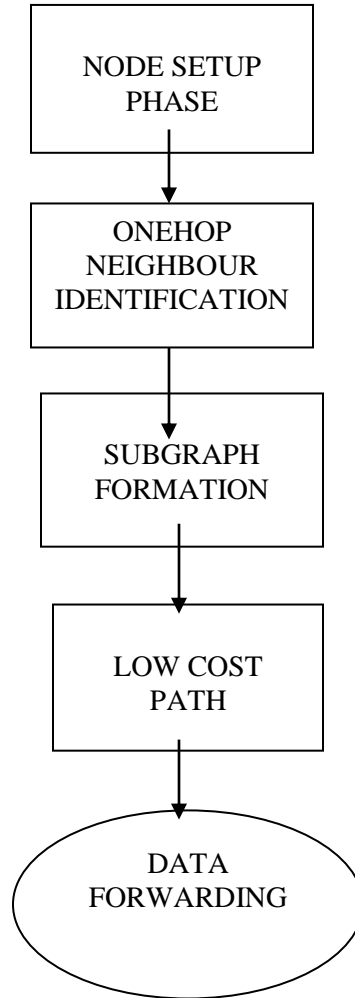 NODE SETUP
PHASE
ONEHOP
NEIGHBOUR
IDENTIFICATION
SUBGRAPH
FORMATION
LOW COST
PATH
DATA
FORWARDING